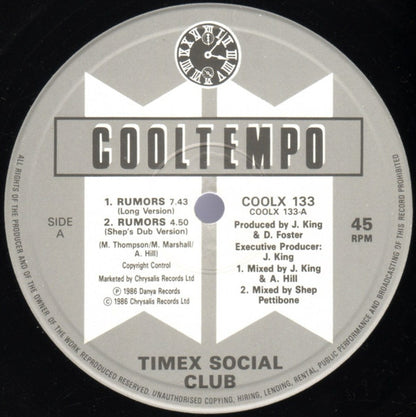 COOLTEMPO
1. RUMORS 7.43
(Long Version)
2. RUMORS 4.50
(Shep's Dub Version)
(M. Thompson/M. Marshall/
A. Hill)
Copyright Control
Marketed by Chrysalis Records Ltd
Ⓟ 1986 Danya Records
© 1986 Chrysalis Records Ltd
SIDE
A
COOLX 133
COOLX 133-A
Produced by J. King
& D. Foster
Executive Producer:
J. King
1. Mixed by J. King
& A. Hill
2. Mixed by Shep
Pettibone
45
RPM
TIMEX SOCIAL
CLUB
ALL RIGHTS OF THE PRODUCER AND OF THE OWNER OF THE WORK REPRODUCED RESERVED. UNAUTHORISED COPYING, HIRING, LENDING, RENTAL, PUBLIC PERFORMANCE AND BROADCASTING OF THIS RECORD PROHIBITED.